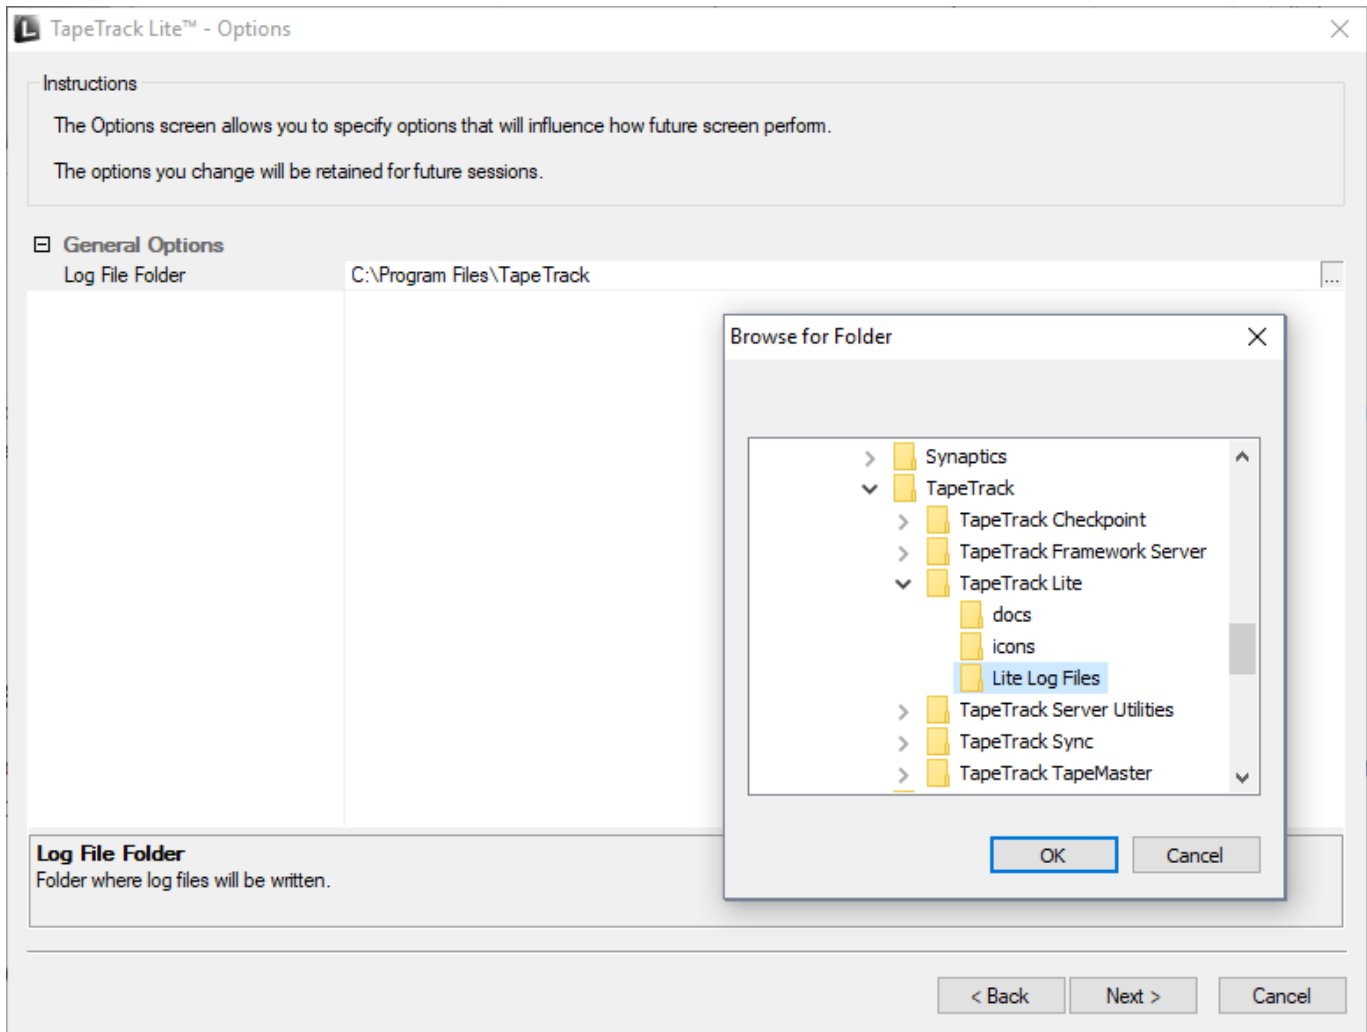 TapeTrack Lite™ - Options
Instructions
The Options screen allows you to specify options that will influence how future screen perform.
The options you change will be retained for future sessions.
General Options
Log File Folder C:\Program Files\TapeTrack ...
Browse for Folder
Synaptics
TapeTrack
TapeTrack Checkpoint
TapeTrack Framework Server
TapeTrack Lite
docs
icons
Lite Log Files
TapeTrack Server Utilities
TapeTrack Sync
TapeTrack TapeMaster
OK Cancel
Log File Folder
Folder where log files will be written.
< Back Next > Cancel